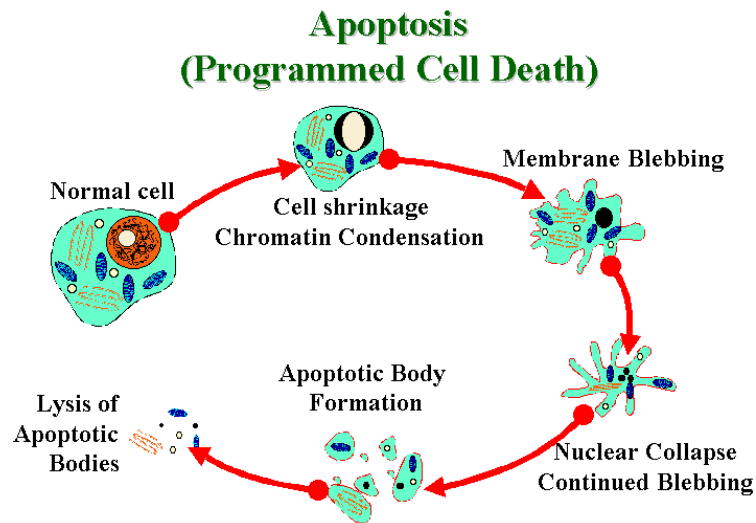 Apoptosis
(Programmed Cell Death)
Normal cell
Cell shrinkage
Chromatin Condensation
Membrane Blebbing
Nuclear Collapse
Continued Blebbing
Apoptotic Body
Formation
Lysis of
Apoptotic
Bodies